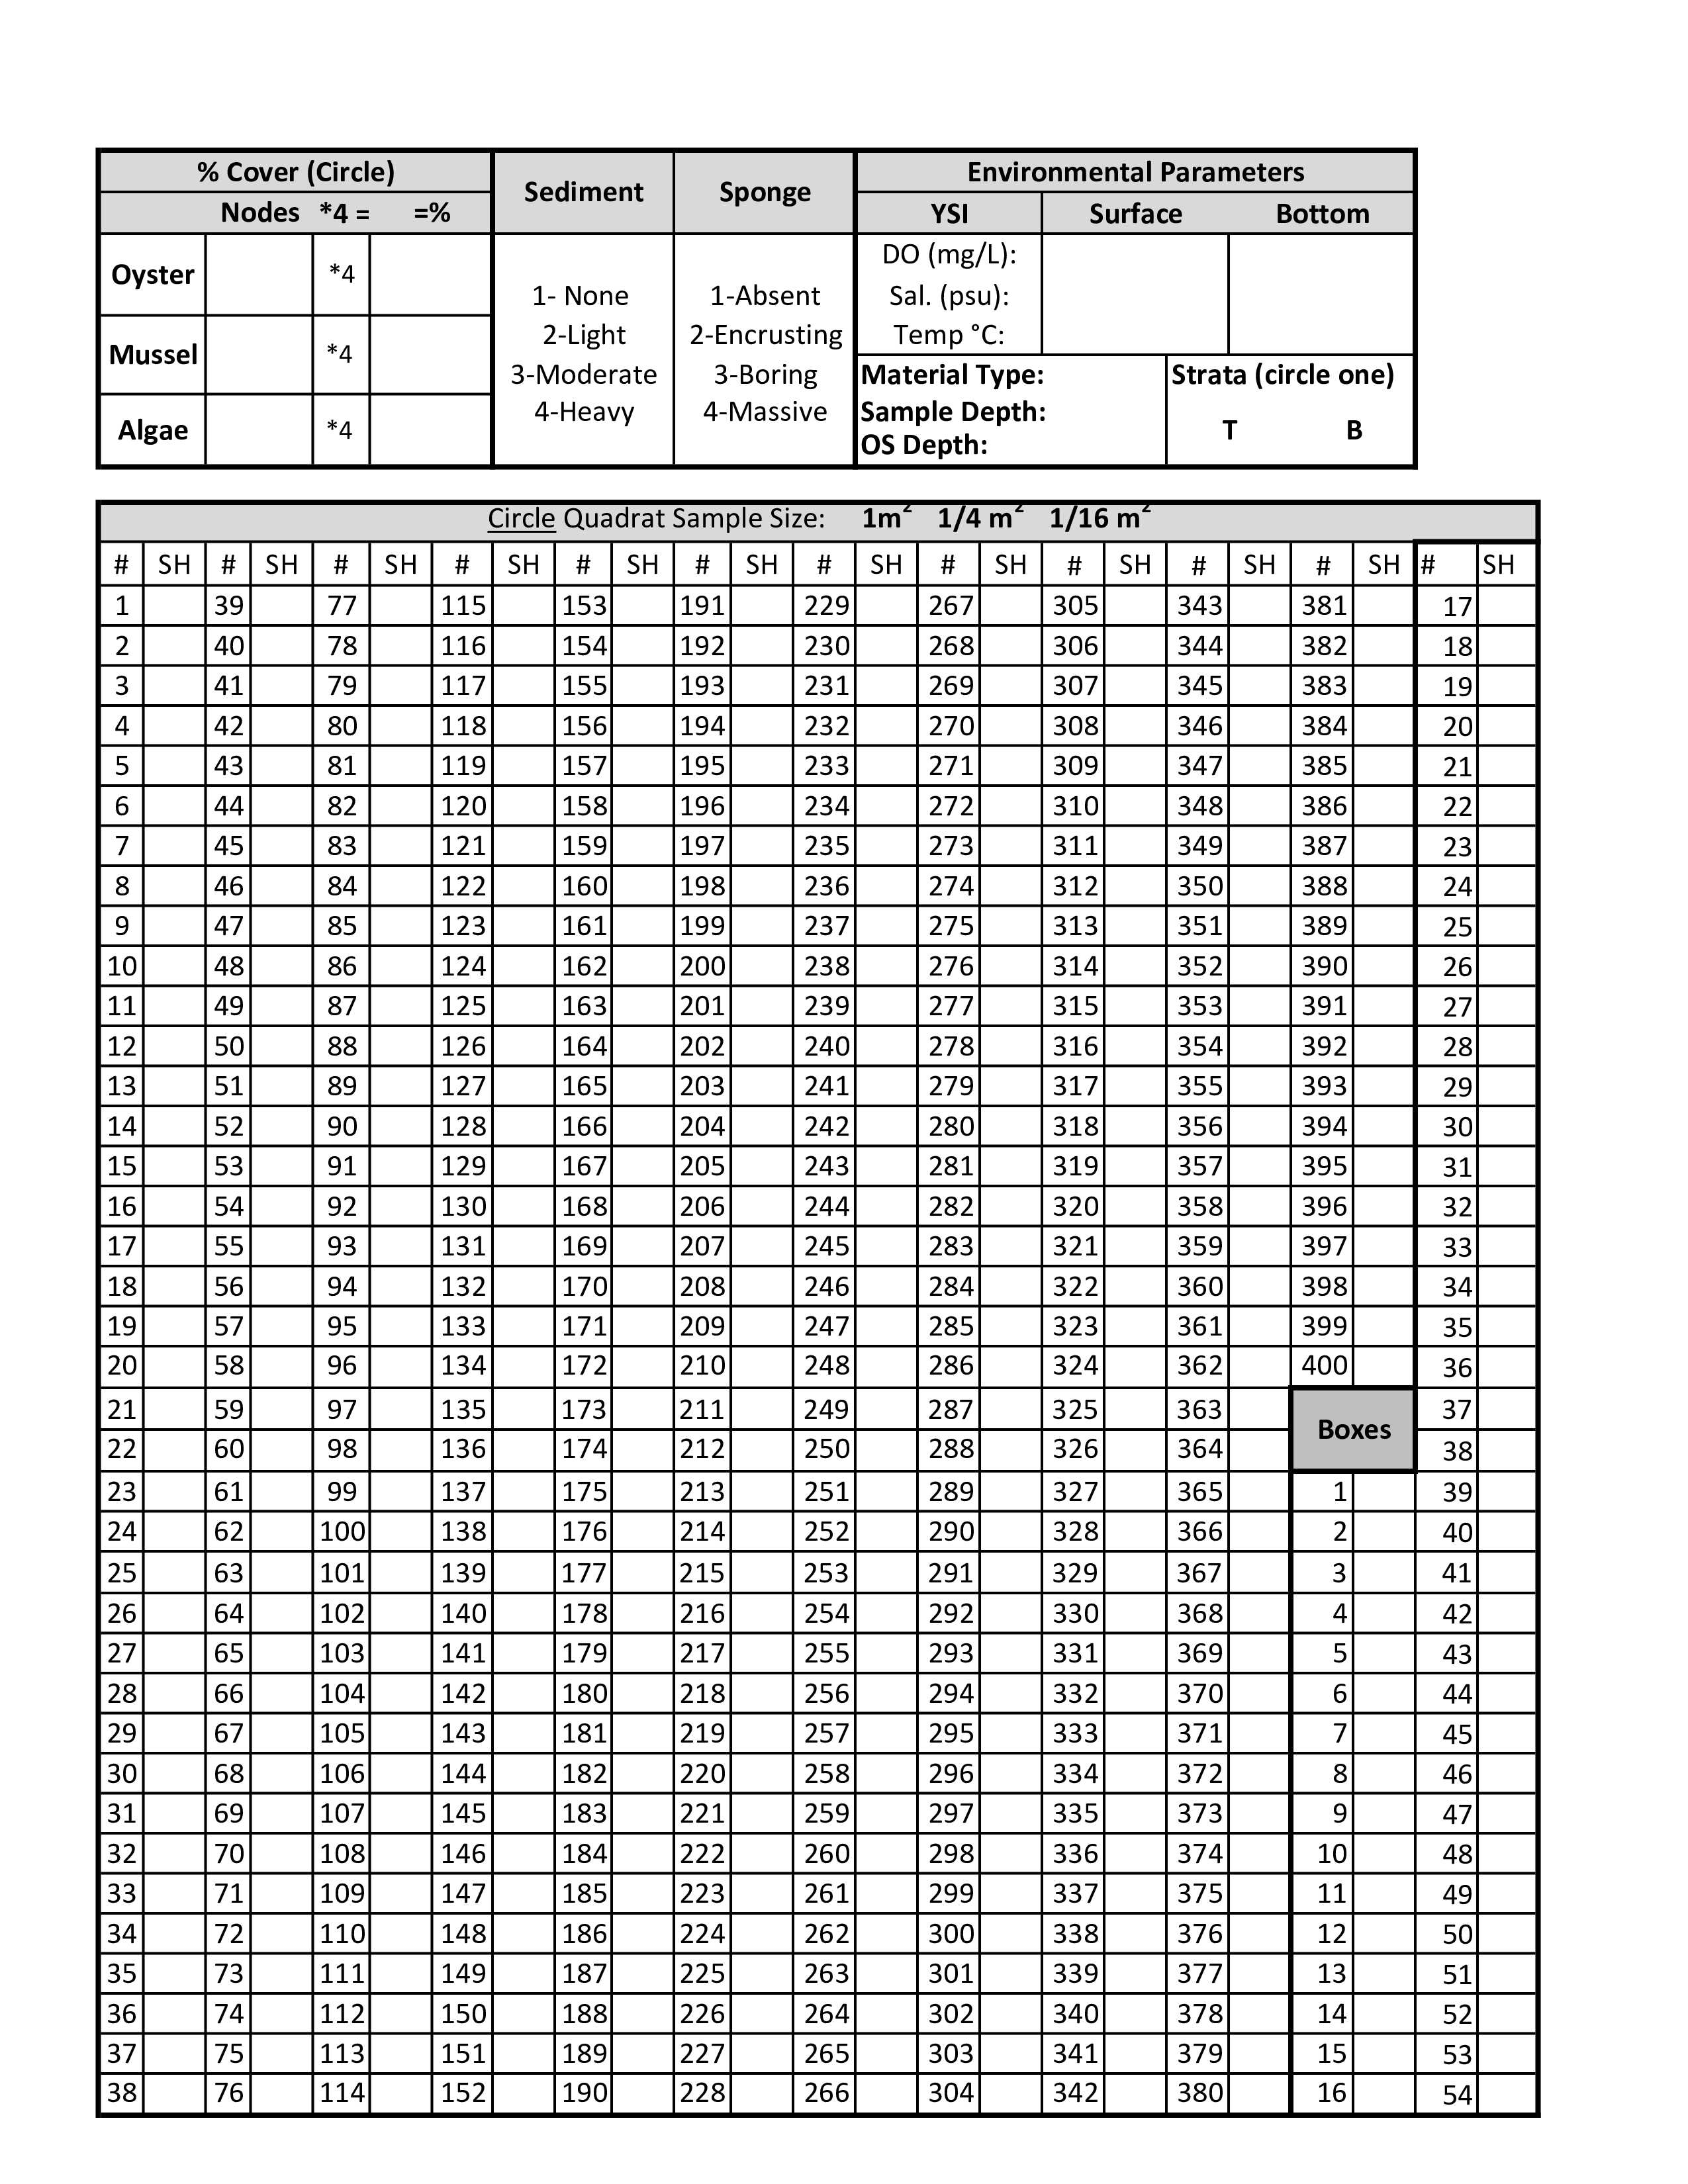 % Cover (Circle) Sediment Sponge Environmental Parameters
Nodes *4 = =% YSI Surface Bottom
Oyster *4 DO (mg/L):
1- None 1-Absent Sal. (psu):
Mussel *4 2-Light 2-Encrusting Temp °C:
3-Moderate 3-Boring Material Type: Strata (circle one)
Algae *4 4-Heavy 4-Massive Sample Depth: T B
OS Depth:
Circle Quadrat Sample Size: 1m² 1/4 m² 1/16 m²
# SH # SH # SH # SH # SH # SH # SH # SH # SH # SH # SH # SH
1 39 77 115 153 191 229 267 305 343 381 17
2 40 78 116 154 192 230 268 306 344 382 18
3 41 79 117 155 193 231 269 307 345 383 19
4 42 80 118 156 194 232 270 308 346 384 20
5 43 81 119 157 195 233 271 309 347 385 21
6 44 82 120 158 196 234 272 310 348 386 22
7 45 83 121 159 197 235 273 311 349 387 23
8 46 84 122 160 198 236 274 312 350 388 24
9 47 85 123 161 199 237 275 313 351 389 25
10 48 86 124 162 200 238 276 314 352 390 26
11 49 87 125 163 201 239 277 315 353 391 27
12 50 88 126 164 202 240 278 316 354 392 28
13 51 89 127 165 203 241 279 317 355 393 29
14 52 90 128 166 204 242 280 318 356 394 30
15 53 91 129 167 205 243 281 319 357 395 31
16 54 92 130 168 206 244 282 320 358 396 32
17 55 93 131 169 207 245 283 321 359 397 33
18 56 94 132 170 208 246 284 322 360 398 34
19 57 95 133 171 209 247 285 323 361 399 35
20 58 96 134 172 210 248 286 324 362 400 36
21 59 97 135 173 211 249 287 325 363 Boxes 37
22 60 98 136 174 212 250 288 326 364 38
23 61 99 137 175 213 251 289 327 365 1 39
24 62 100 138 176 214 252 290 328 366 2 40
25 63 101 139 177 215 253 291 329 367 3 41
26 64 102 140 178 216 254 292 330 368 4 42
27 65 103 141 179 217 255 293 331 369 5 43
28 66 104 142 180 218 256 294 332 370 6 44
29 67 105 143 181 219 257 295 333 371 7 45
30 68 106 144 182 220 258 296 334 372 8 46
31 69 107 145 183 221 259 297 335 373 9 47
32 70 108 146 184 222 260 298 336 374 10 48
33 71 109 147 185 223 261 299 337 375 11 49
34 72 110 148 186 224 262 300 338 376 12 50
35 73 111 149 187 225 263 301 339 377 13 51
36 74 112 150 188 226 264 302 340 378 14 52
37 75 113 151 189 227 265 303 341 379 15 53
38 76 114 152 190 228 266 304 342 380 16 54